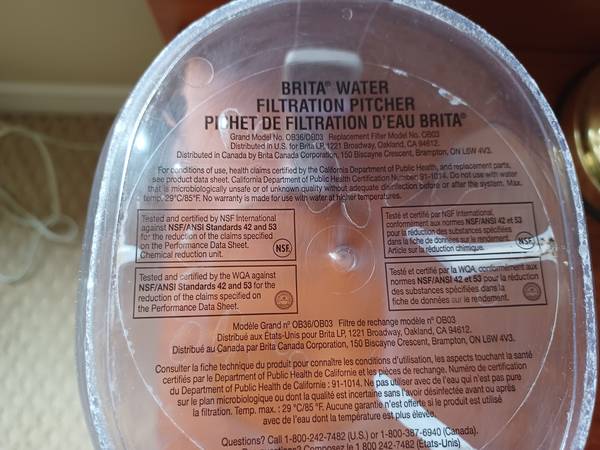 BRITA® WATER
FILTRATION PITCHER
PICHET DE FILTRATION D'EAU BRITA®
Grand Model No. OB36/OB03 Replacement Filter Model No. OB03
Distributed in U.S. for Brita LP, 1221 Broadway, Oakland, CA 94612.
Distributed in Canada by Brita Canada Corporation, 150 Biscayne Crescent, Brampton, ON L6W 4V3.
For conditions of use, health claims certified by the California Department of Public Health, and replacement parts,
see product data sheet. California Department of Public Health Certification Number: 91-1014. Do not use with water
that is microbiologically unsafe or of unknown quality without adequate disinfection before or after the system. Max.
temp. 29°C/85°F. No warranty is made for use with water at higher temperatures.
Tested and certified by NSF International
against NSF/ANSI Standards 42 and 53
for the reduction of the claims specified
on the Performance Data Sheet.
Chemical reduction unit.
NSF
Testé et certifié par NSF International,
conformément aux normes NSF/ANSI 42 et 53
pour la réduction des substances spécifiées
dans la fiche de données sur le rendement.
Article sur la réduction chimique.
NSF
Tested and certified by the WQA against
NSF/ANSI Standards 42 and 53 for the
reduction of the claims specified on
the Performance Data Sheet.
Testé et certifié par la WQA, conformément aux
normes NSF/ANSI 42 et 53 pour la réduction
des substances spécifiées dans la
fiche de données sur le rendement.
Modèle Grand nº OB36/OB03 Filtre de rechange modèle nº OB03
Distribué aux États-Unis pour Brita LP, 1221 Broadway, Oakland, CA 94612.
Distribué au Canada par Brita Canada Corporation, 150 Biscayne Crescent, Brampton, ON L6W 4V3.
Consulter la fiche technique du produit pour connaître les conditions d'utilisation, les aspects touchant la santé
certifiés par le Department of Public Health de Californie et les pièces de rechange. Numéro de certification
du Department of Public Health de Californie : 91-1014. Ne pas utiliser avec de l'eau qui n'est pas pure
sur le plan microbiologique ou dont la qualité est incertaine sans l'avoir désinfectée avant ou après
la filtration. Temp. max. : 29 °C/85 °F. Aucune garantie n'est offerte si le produit est utilisé
avec de l'eau dont la température est plus élevée.
Questions? Call 1-800-242-7482 (U.S.) or 1-800-387-6940 (Canada).
questions? Composez le 1 800 242-7482 (États-Unis)